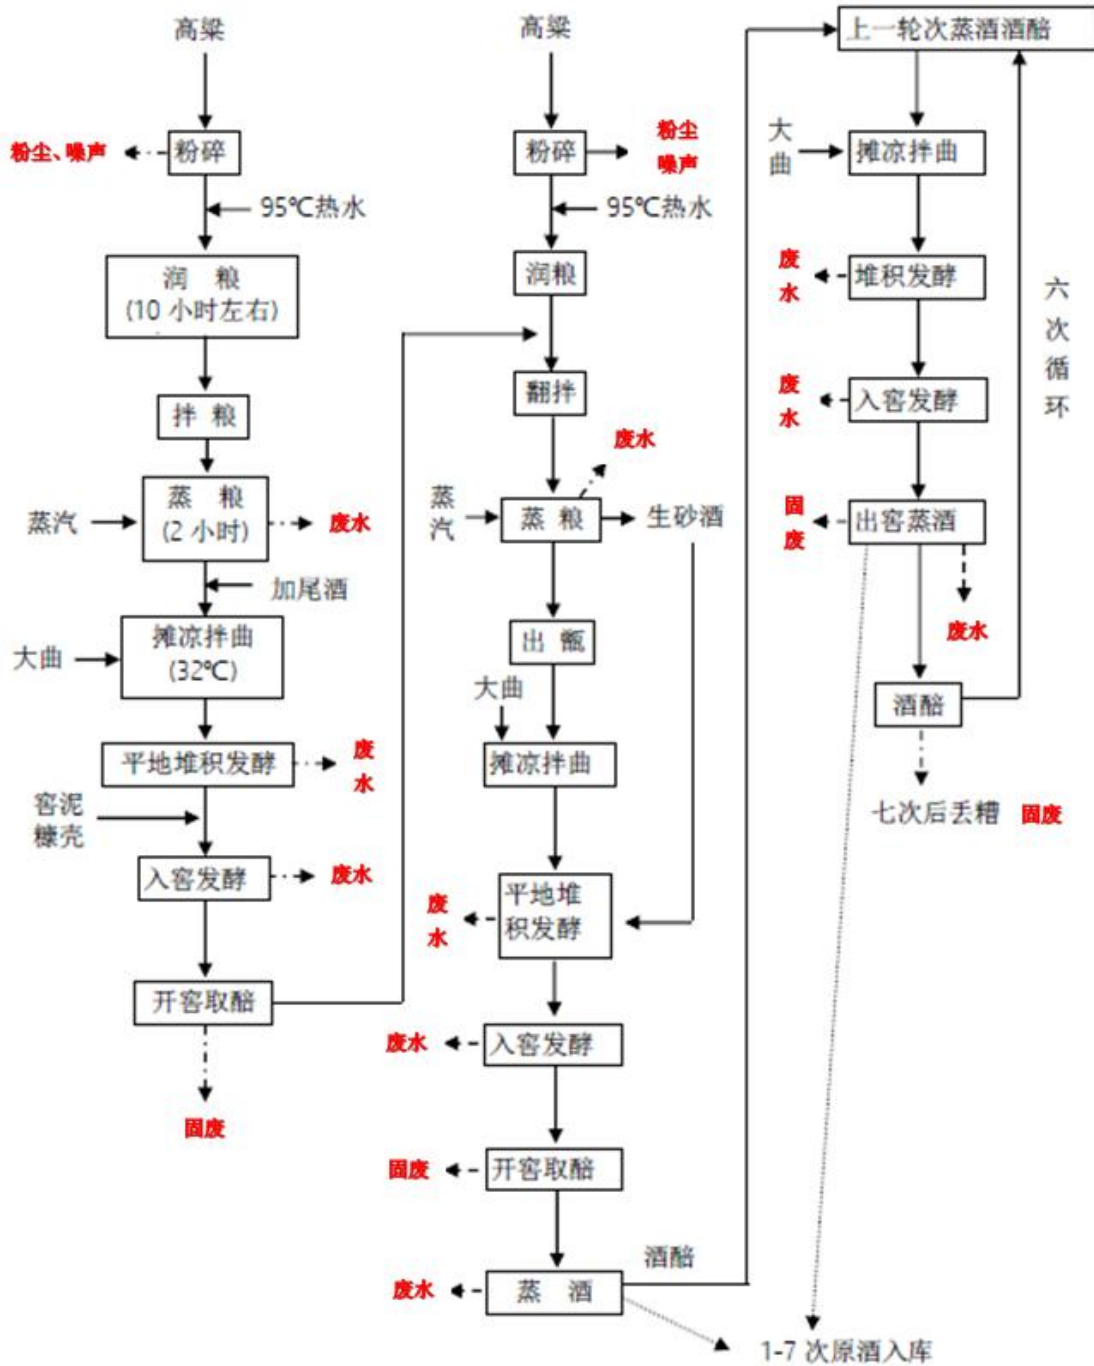 高粱
粉尘、噪声
粉碎
95℃热水
润 粮
(10 小时左右)
拌 粮
蒸汽
蒸 粮
(2 小时)
废水
加尾酒
大曲
摊凉拌曲
(32℃)
平地堆积发酵
废
水
窖泥
糠壳
入窖发酵
废水
开窖取醅
固废
高粱
粉碎
粉尘
噪声
95℃热水
润粮
翻拌
废水
蒸
汽
蒸 粮
生砂酒
出 甑
大曲
摊凉拌曲
废
水
平地堆
积发酵
废水
入窖发酵
固废
开窖取醅
废水
蒸 酒
酒醅
上一轮次蒸酒酒醅
大
曲
摊凉拌曲
废
水
堆积发酵
六
次
循
环
废
水
入窖发酵
固
废
出窖蒸酒
废水
酒醅
七次后丢糟
固废
1-7 次原酒入库